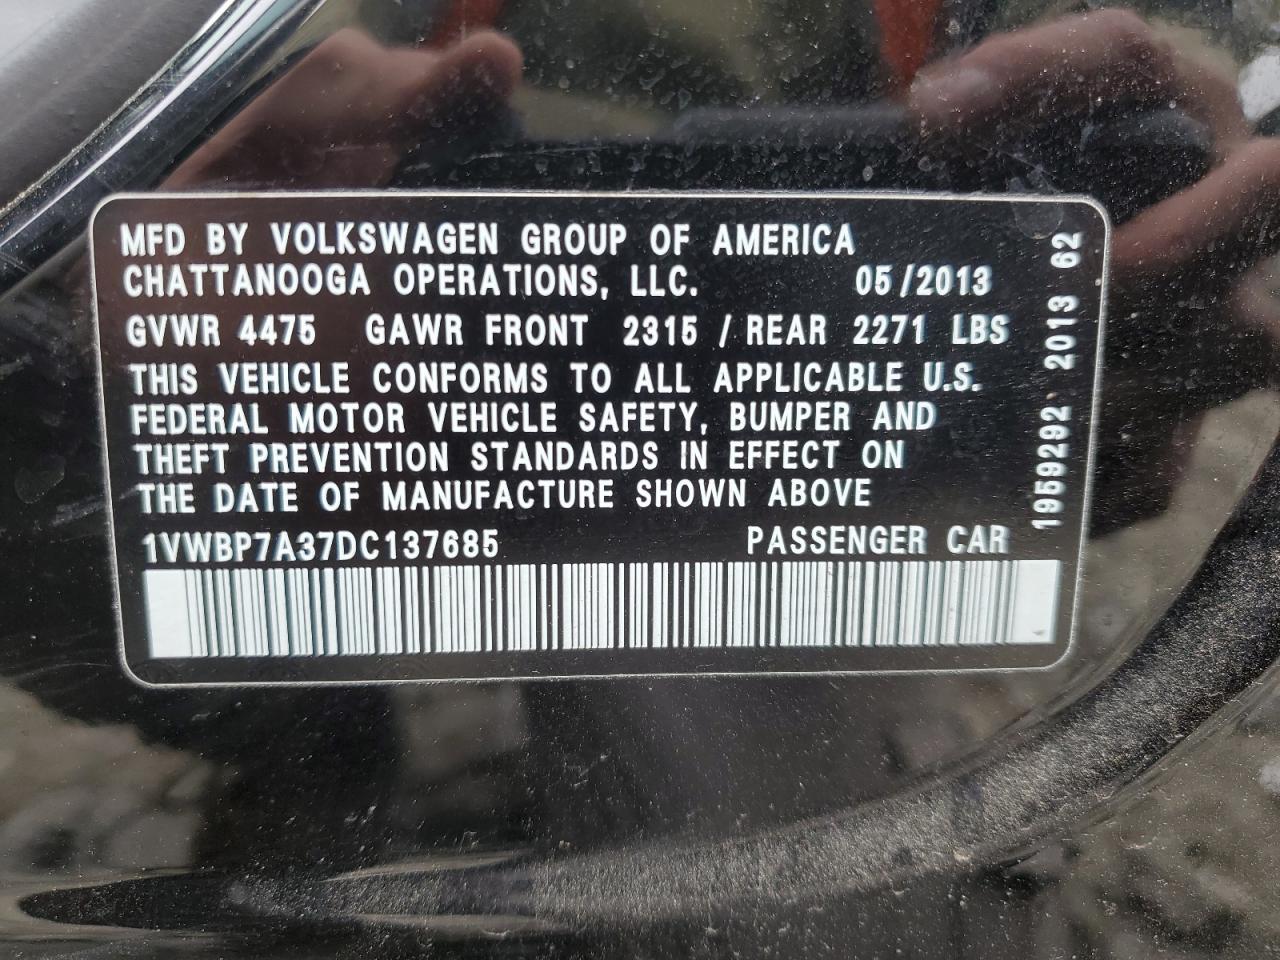 MFD BY VOLKSWAGEN GROUP OF AMERICA
CHATTANOOGA OPERATIONS, LLC. 05/2013
GVWR 4475 GAWR FRONT 2315 / REAR 2271 LBS
THIS VEHICLE CONFORMS TO ALL APPLICABLE U.S.
FEDERAL MOTOR VEHICLE SAFETY, BUMPER AND
THEFT PREVENTION STANDARDS IN EFFECT ON
THE DATE OF MANUFACTURE SHOWN ABOVE
1VWBP7A37DC137685 PASSENGER CAR
1959292 2013 62